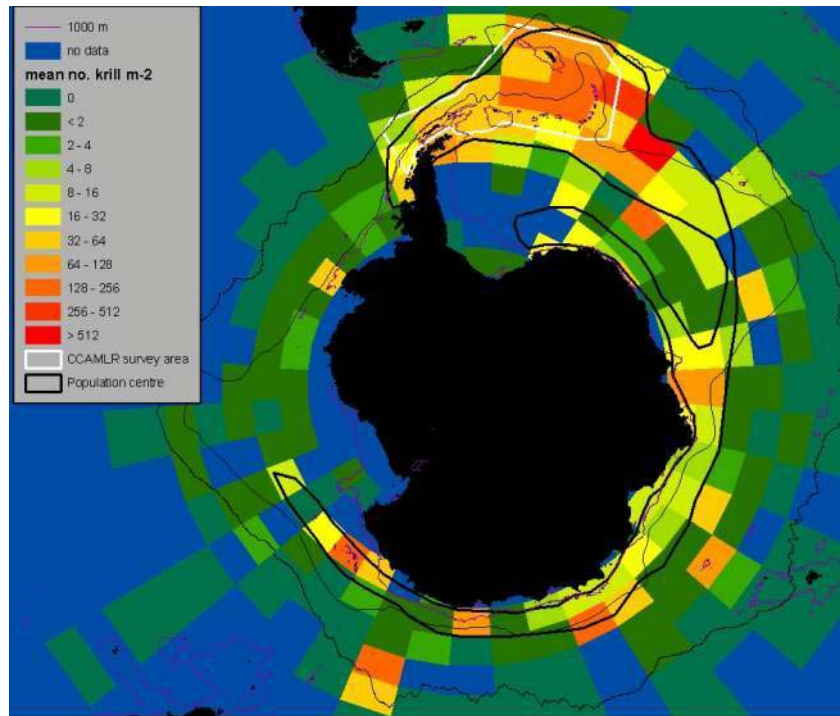 1000 m
no data
mean no. krill m-2
0
< 2
2 - 4
4 - 8
8 - 16
16 - 32
32 - 64
64 - 128
128 - 256
256 - 512
> 512
CCAMLR survey area
Population centre